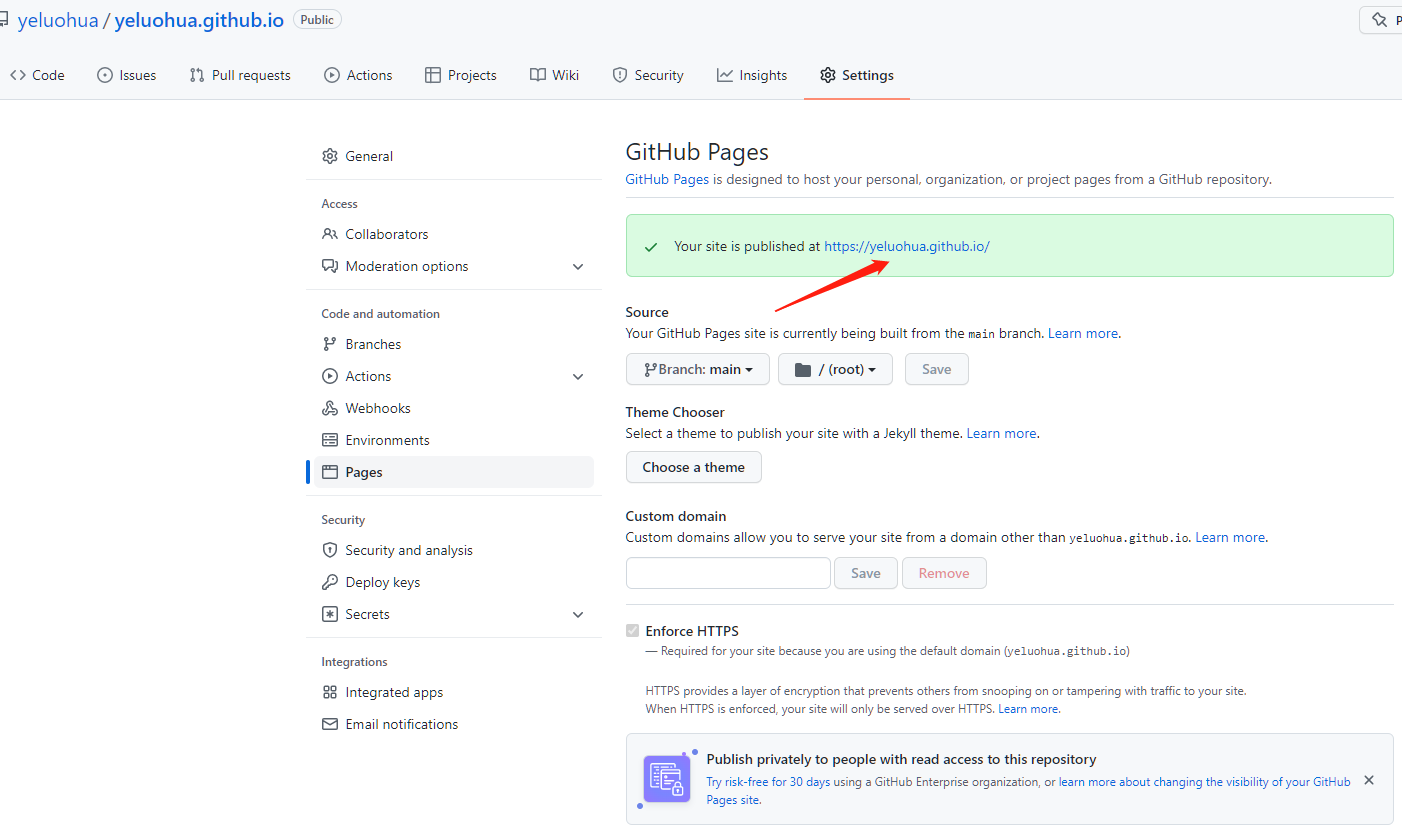 yeluohua / yeluohua.github.io Public
Code Issues Pull requests Actions Projects Wiki Security Insights Settings
General
Access
Collaborators
Moderation options
Code and automation
Branches
Actions
Webhooks
Environments
Pages
Security
Security and analysis
Deploy keys
Secrets
Integrations
Integrated apps
Email notifications
GitHub Pages
GitHub Pages is designed to host your personal, organization, or project pages from a GitHub repository.
Your site is published at https://yeluohua.github.io/
Source
Your GitHub Pages site is currently being built from the main branch. Learn more.
Branch: main / (root) Save
Theme Chooser
Select a theme to publish your site with a Jekyll theme. Learn more.
Choose a theme
Custom domain
Custom domains allow you to serve your site from a domain other than yeluohua.github.io. Learn more.
Save Remove
Enforce HTTPS
— Required for your site because you are using the default domain (yeluohua.github.io)
HTTPS provides a layer of encryption that prevents others from snooping on or tampering with traffic to your site.
When HTTPS is enforced, your site will only be served over HTTPS. Learn more.
Publish privately to people with read access to this repository
Try risk-free for 30 days using a GitHub Enterprise organization, or learn more about changing the visibility of your GitHub
Pages site.